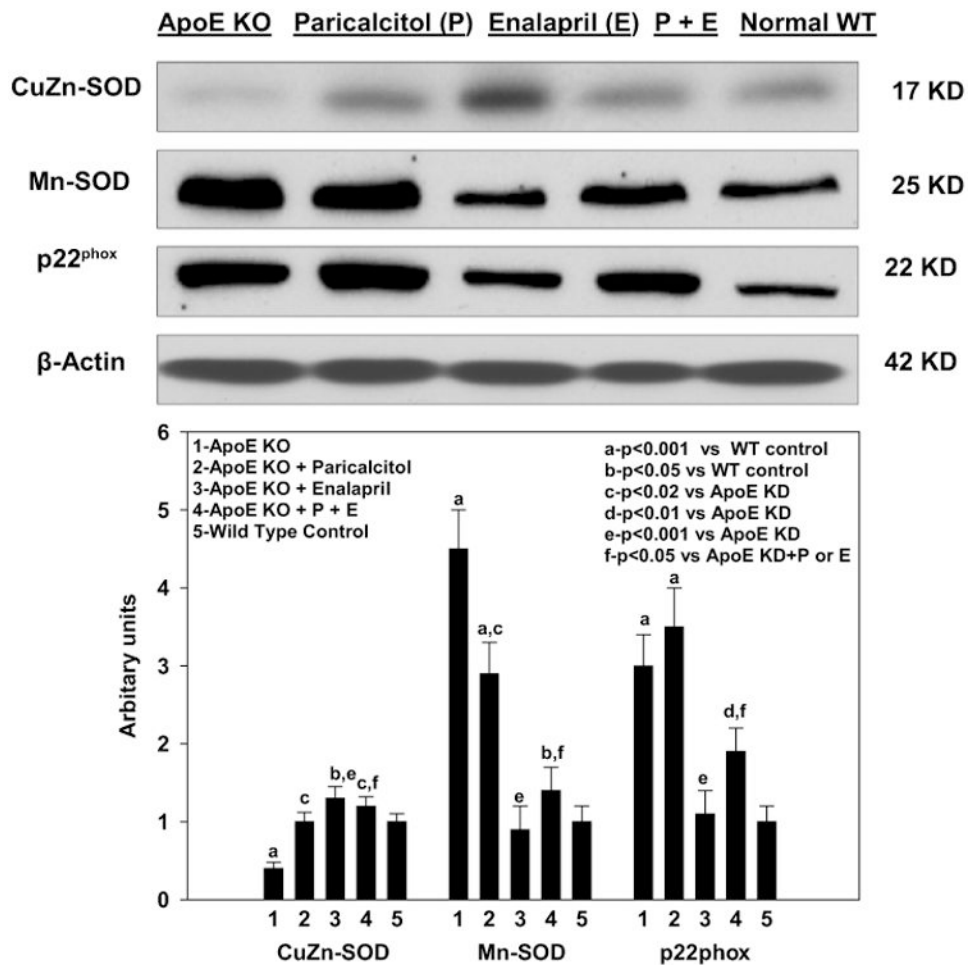 ApoE KO Paricalcitol (P) Enalapril (E) P + E Normal WT
CuZn-SOD 17 KD
Mn-SOD 25 KD
p22phox 22 KD
β-Actin 42 KD
6
5
4
3
2
1
0
Arbitary units
1-ApoE KO
2-ApoE KO + Paricalcitol
3-ApoE KO + Enalapril
4-ApoE KO + P + E
5-Wild Type Control
a-p<0.001 vs WT control
b-p<0.05 vs WT control
c-p<0.02 vs ApoE KD
d-p<0.01 vs ApoE KD
e-p<0.001 vs ApoE KD
f-p<0.05 vs ApoE KD+P or E
a c b,e c,f
a a,c e b,f
a a e d,f
1 2 3 4 5 1 2 3 4 5 1 2 3 4 5
CuZn-SOD Mn-SOD p22phox